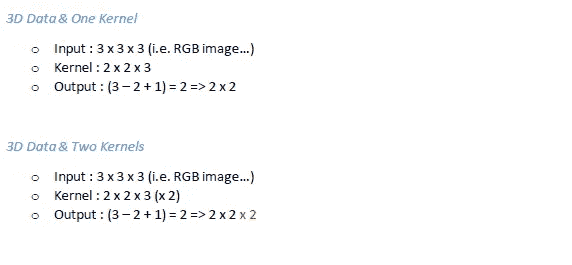 3D Data & One Kernel
o Input : 3 x 3 x 3 (i.e. RGB image...)
o Kernel : 2 x 2 x 3
o Output : (3 – 2 + 1) = 2 => 2 x 2
3D Data & Two Kernels
o Input : 3 x 3 x 3 (i.e. RGB image...)
o Kernel : 2 x 2 x 3 (x 2)
o Output : (3 – 2 + 1) = 2 => 2 x 2 x 2